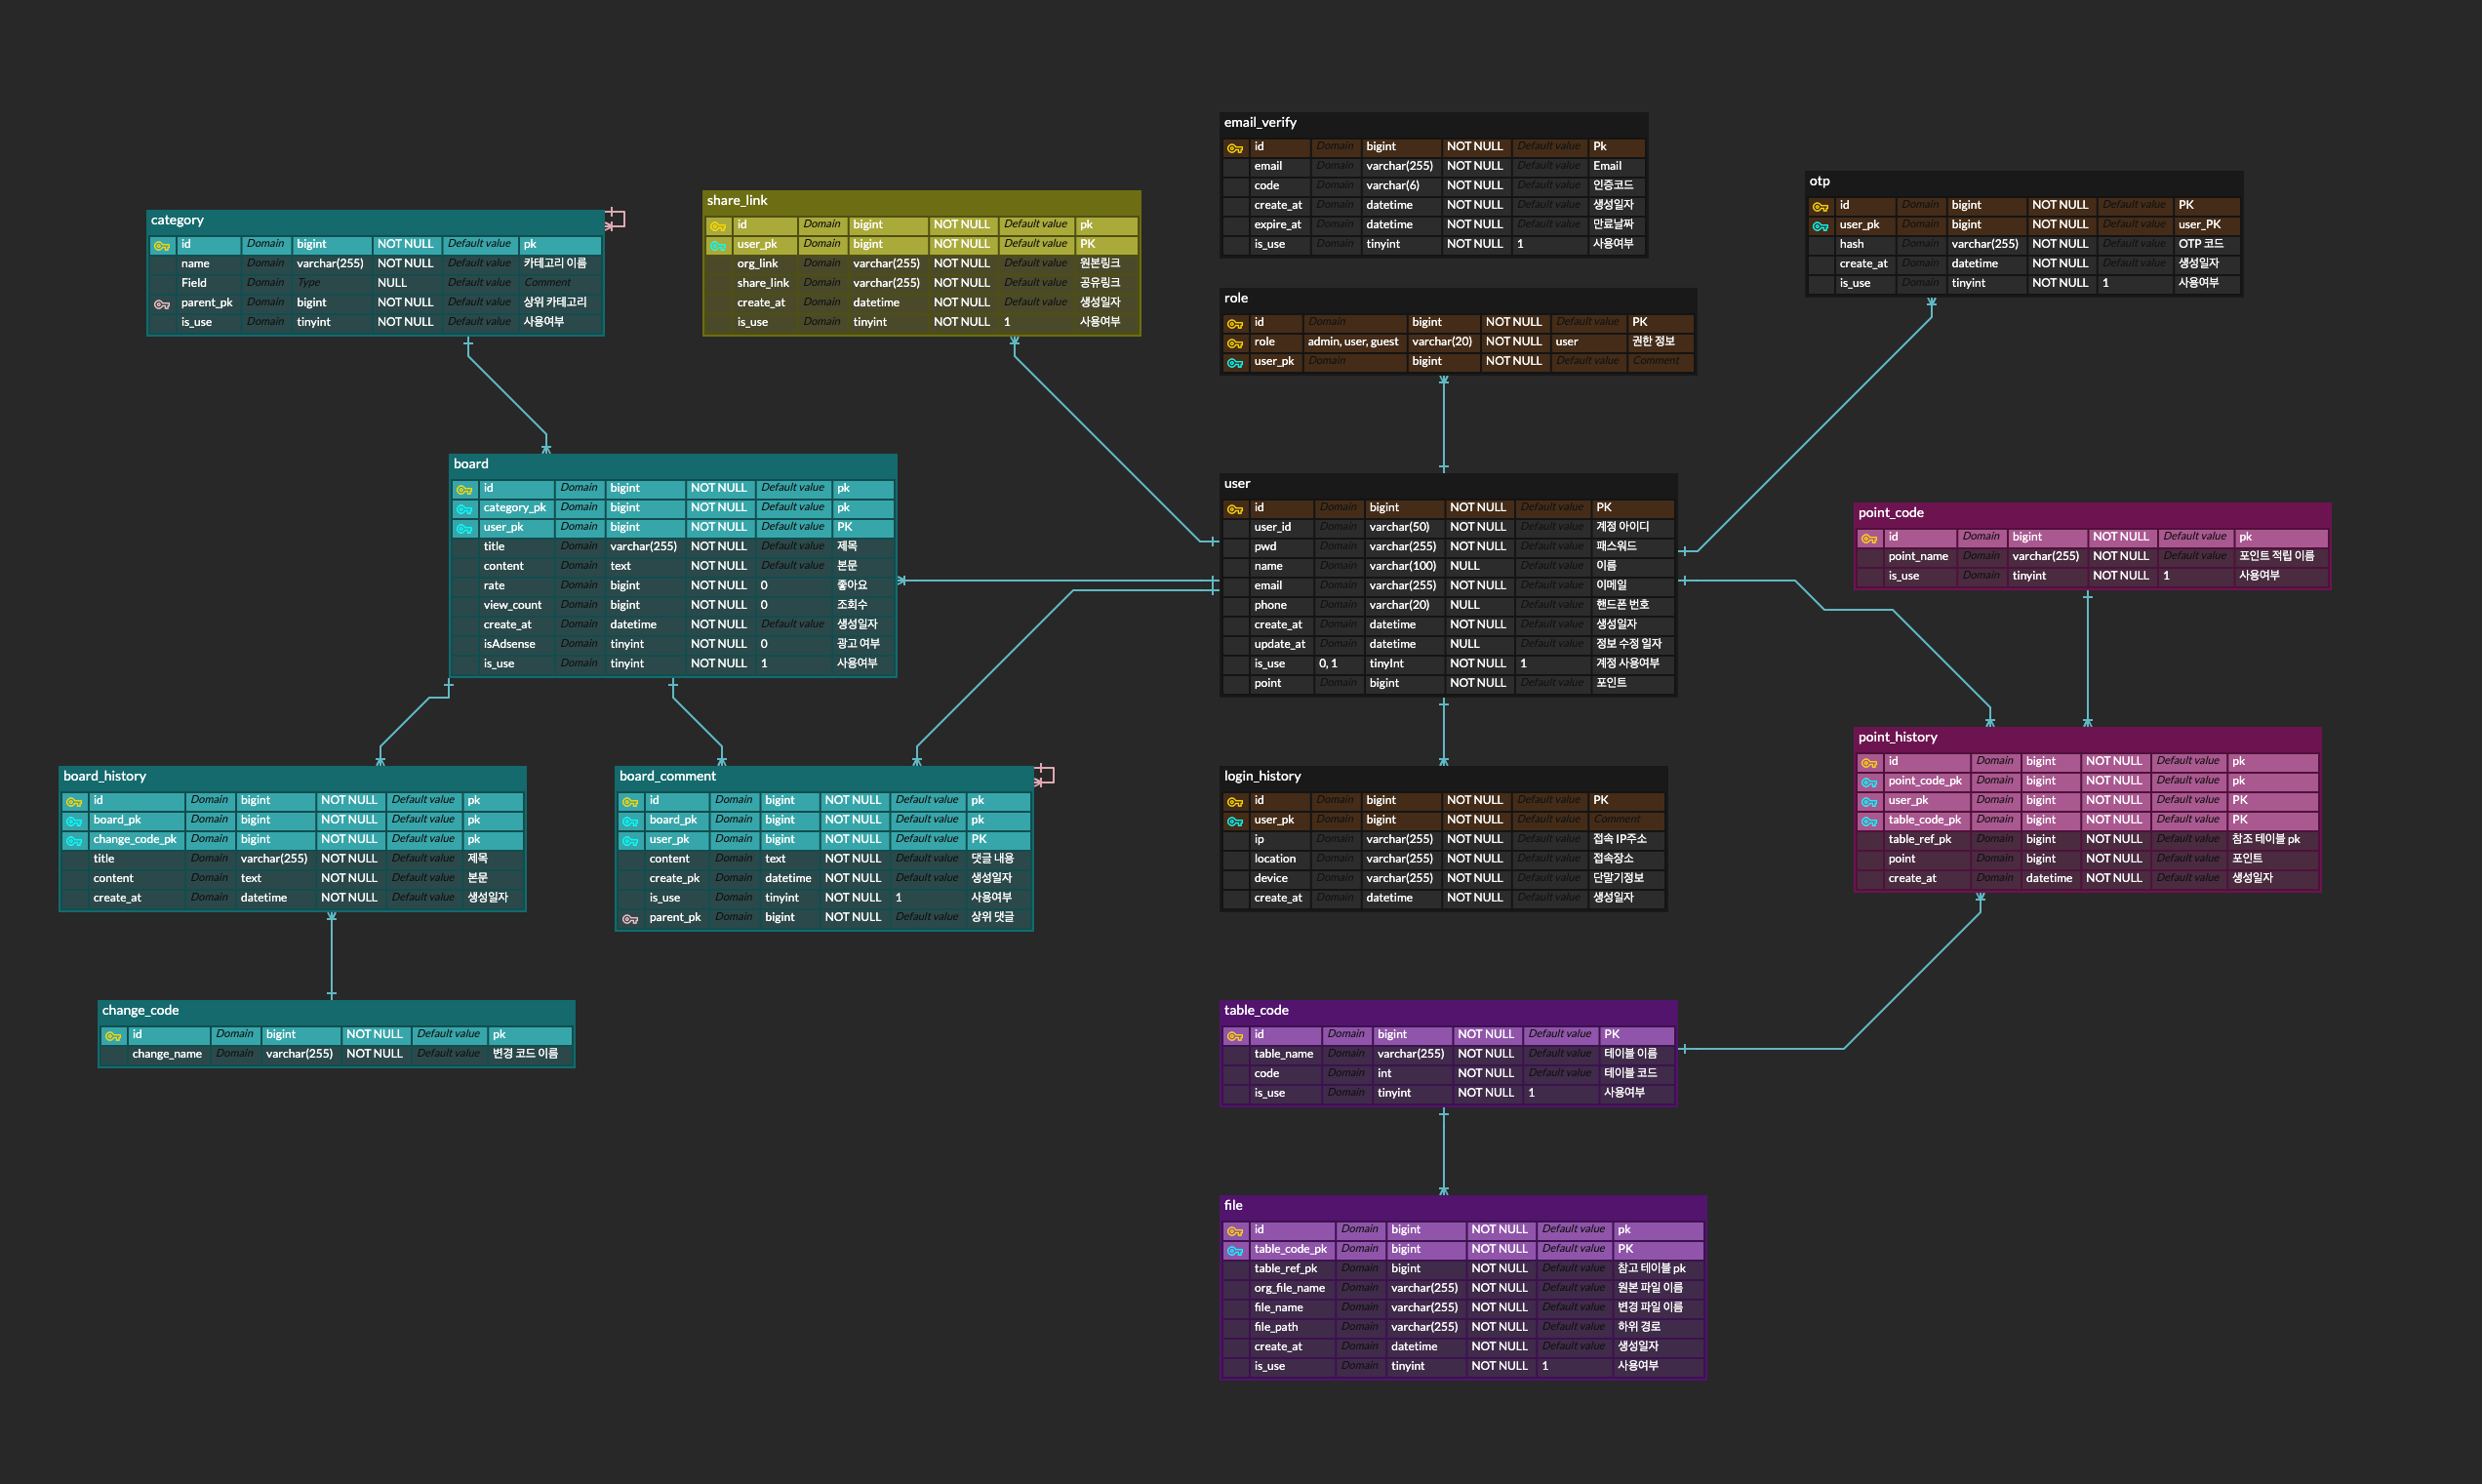 email_verify
id Domain bigint NOT NULL Default value Pk
email Domain varchar(255) NOT NULL Default value Email
code Domain varchar(6) NOT NULL Default value 인증코드
create_at Domain datetime NOT NULL Default value 생성일자
expire_at Domain datetime NOT NULL Default value 만료날짜
is_use Domain tinyint NOT NULL 1 사용여부
otp
id Domain bigint NOT NULL Default value PK
user_pk Domain bigint NOT NULL Default value user_PK
hash Domain varchar(255) NOT NULL Default value OTP 코드
create_at Domain datetime NOT NULL Default value 생성일자
is_use Domain tinyint NOT NULL 1 사용여부
share_link
id Domain bigint NOT NULL Default value pk
user_pk Domain bigint NOT NULL Default value PK
org_link Domain varchar(255) NOT NULL Default value 원본링크
share_link Domain varchar(255) NOT NULL Default value 공유링크
create_at Domain datetime NOT NULL Default value 생성일자
is_use Domain tinyint NOT NULL 1 사용여부
category
id Domain bigint NOT NULL Default value pk
name Domain varchar(255) NOT NULL Default value 카테고리 이름
Field Domain Type NULL Default value Comment
parent_pk Domain bigint NOT NULL Default value 상위 카테고리
is_use Domain tinyint NOT NULL Default value 사용여부
role
id Domain bigint NOT NULL Default value PK
role admin, user, guest varchar(20) NOT NULL user 권한 정보
user_pk Domain bigint NOT NULL Default value Comment
board
id Domain bigint NOT NULL Default value pk
category_pk Domain bigint NOT NULL Default value pk
user_pk Domain bigint NOT NULL Default value PK
title Domain varchar(255) NOT NULL Default value 제목
content Domain text NOT NULL Default value 본문
rate Domain bigint NOT NULL 0 좋아요
view_count Domain bigint NOT NULL 0 조회수
create_at Domain datetime NOT NULL Default value 생성일자
isAdsense Domain tinyint NOT NULL 0 광고 여부
is_use Domain tinyint NOT NULL 1 사용여부
user
id Domain bigint NOT NULL Default value PK
user_id Domain varchar(50) NOT NULL Default value 계정 아이디
pwd Domain varchar(255) NOT NULL Default value 패스워드
name Domain varchar(100) NULL Default value 이름
email Domain varchar(255) NOT NULL Default value 이메일
phone Domain varchar(20) NULL Default value 핸드폰 번호
create_at Domain datetime NOT NULL Default value 생성일자
update_at Domain datetime NULL Default value 정보 수정 일자
is_use 0, 1 tinyInt NOT NULL 1 계정 사용여부
point Domain bigint NOT NULL Default value 포인트
point_code
id Domain bigint NOT NULL Default value pk
point_name Domain varchar(255) NOT NULL Default value 포인트 적립 이름
is_use Domain tinyint NOT NULL 1 사용여부
point_history
id Domain bigint NOT NULL Default value pk
point_code_pk Domain bigint NOT NULL Default value pk
user_pk Domain bigint NOT NULL Default value PK
table_code_pk Domain bigint NOT NULL Default value PK
table_ref_pk Domain bigint NOT NULL Default value 참조 테이블 pk
point Domain bigint NOT NULL Default value 포인트
create_at Domain datetime NOT NULL Default value 생성일자
board_history
id Domain bigint NOT NULL Default value pk
board_pk Domain bigint NOT NULL Default value pk
change_code_pk Domain bigint NOT NULL Default value pk
title Domain varchar(255) NOT NULL Default value 제목
content Domain text NOT NULL Default value 본문
create_at Domain datetime NOT NULL Default value 생성일자
board_comment
id Domain bigint NOT NULL Default value pk
board_pk Domain bigint NOT NULL Default value pk
user_pk Domain bigint NOT NULL Default value PK
content Domain text NOT NULL Default value 댓글 내용
create_pk Domain datetime NOT NULL Default value 생성일자
is_use Domain tinyint NOT NULL 1 사용여부
parent_pk Domain bigint NOT NULL Default value 상위 댓글
login_history
id Domain bigint NOT NULL Default value PK
user_pk Domain bigint NOT NULL Default value Comment
ip Domain varchar(255) NOT NULL Default value 접속 IP주소
location Domain varchar(255) NOT NULL Default value 접속장소
device Domain varchar(255) NOT NULL Default value 단말기정보
create_at Domain datetime NOT NULL Default value 생성일자
change_code
id Domain bigint NOT NULL Default value pk
change_name Domain varchar(255) NOT NULL Default value 변경 코드 이름
table_code
id Domain bigint NOT NULL Default value PK
table_name Domain varchar(255) NOT NULL Default value 테이블 이름
code Domain int NOT NULL Default value 테이블 코드
is_use Domain tinyint NOT NULL 1 사용여부
file
id Domain bigint NOT NULL Default value pk
table_code_pk Domain bigint NOT NULL Default value PK
table_ref_pk Domain bigint NOT NULL Default value 참고 테이블 pk
org_file_name Domain varchar(255) NOT NULL Default value 원본 파일 이름
file_name Domain varchar(255) NOT NULL Default value 변경 파일 이름
file_path Domain varchar(255) NOT NULL Default value 하위 경로
create_at Domain datetime NOT NULL Default value 생성일자
is_use Domain tinyint NOT NULL 1 사용여부